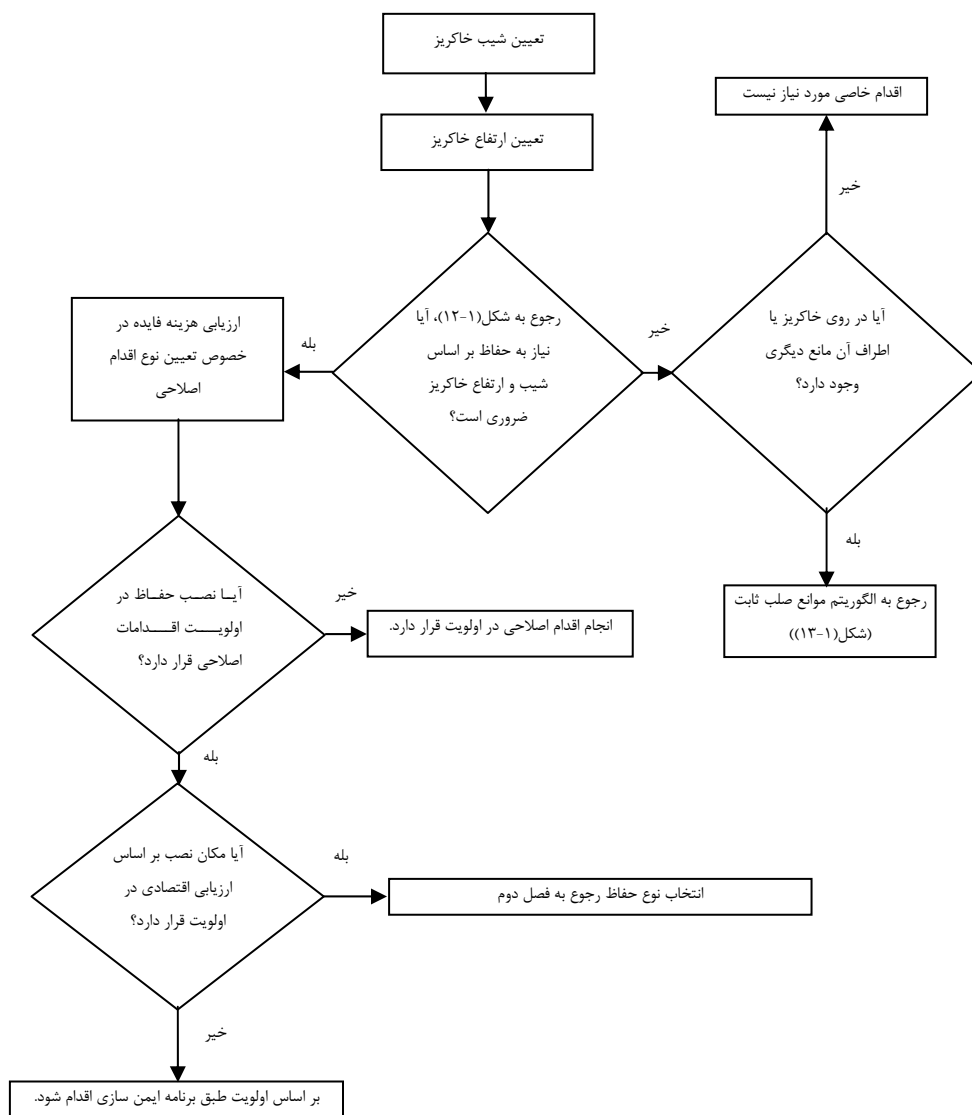 تعیین شیب خاکریز
تعیین ارتفاع خاکریز
اقدام خاصی مورد نیاز نیست
خیر
رجوع به شکل(۱-۱۲)، آیا
نیاز به حفاظ بر اساس
شیب و ارتفاع خاکریز
ضروری است؟
خیر
آیا در روی خاکریز یا
اطراف آن مانع دیگری
وجود دارد؟
بله
ارزیابی هزینه فایده در
خصوص تعیین نوع اقدام
اصلاحی
بله
رجوع به الگوریتم موانع صلب ثابت
(شکل(۱-۱۳))
آیــا نصــب حفــاظ در
اولویـــــت اقـــــدامات
اصلاحی قرار دارد؟
خیر
انجام اقدام اصلاحی در اولویت قرار دارد.
بله
آیا مکان نصب بر اساس
ارزیابی اقتصادی در
اولویت قرار دارد؟
بله
انتخاب نوع حفاظ رجوع به فصل دوم
خیر
بر اساس اولویت طبق برنامه ایمن سازی اقدام شود.